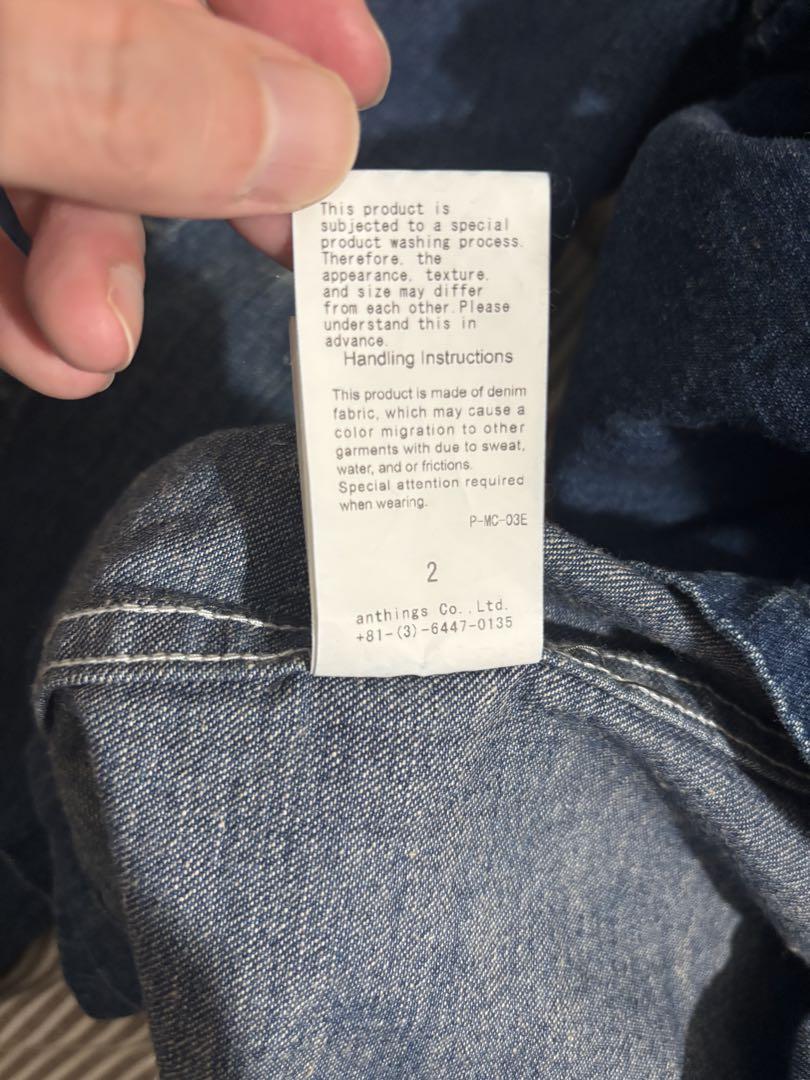 This product is
subjected to a special
product washing process.
Therefore, the
appearance, texture,
and size may differ
from each other.Please
understand this in
advance.
Handling Instructions
This product is made of denim
fabric, which may cause a
color migration to other
garments with due to sweat,
water, and or frictions.
Special attention required
when wearing.
P-MC-03E
2
anthings Co.,Ltd.
+81-(3)-6447-0135